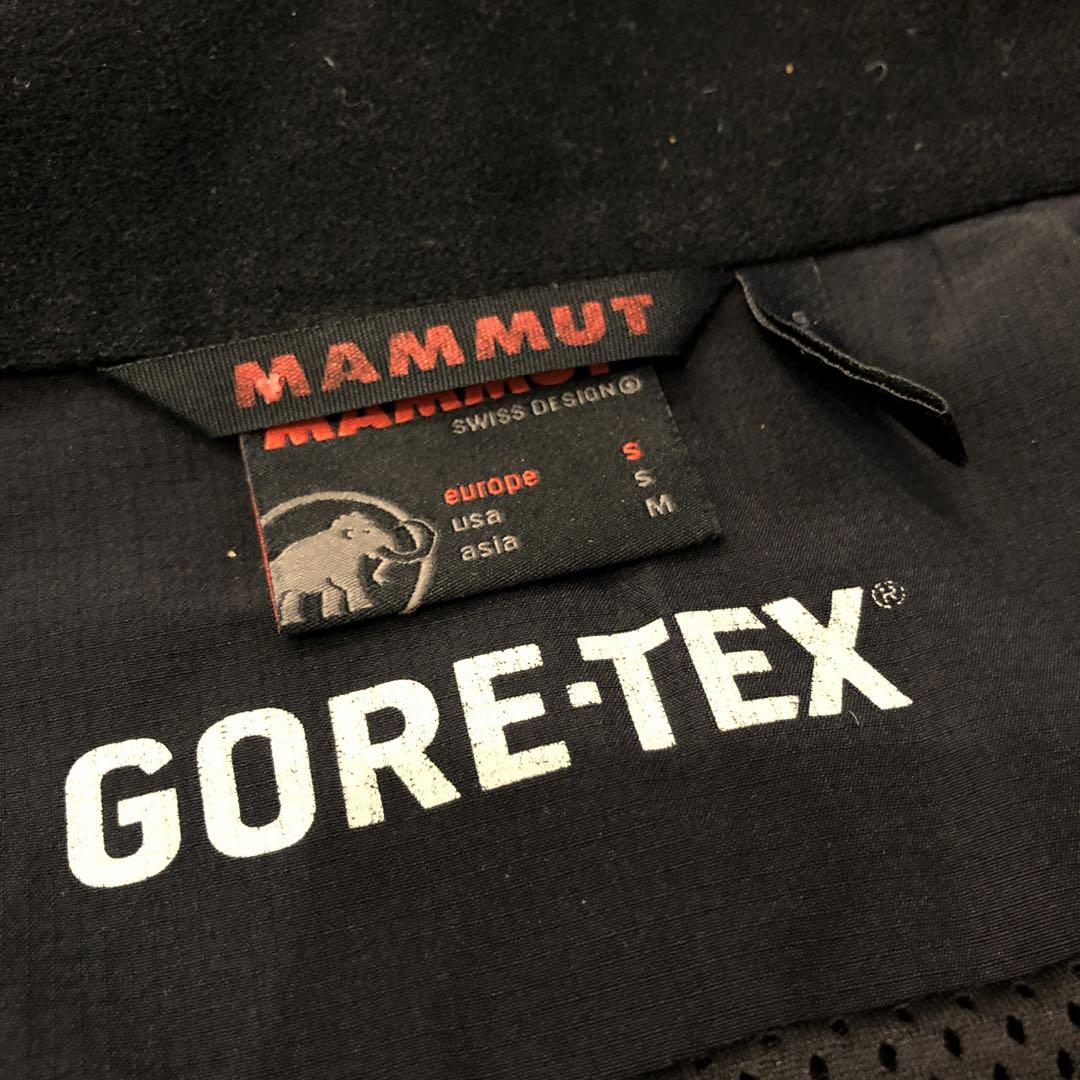 MAMMUT
MAMMUT
SWISS DESIGN
europe S
usa S
asia M
GORE-TEX®